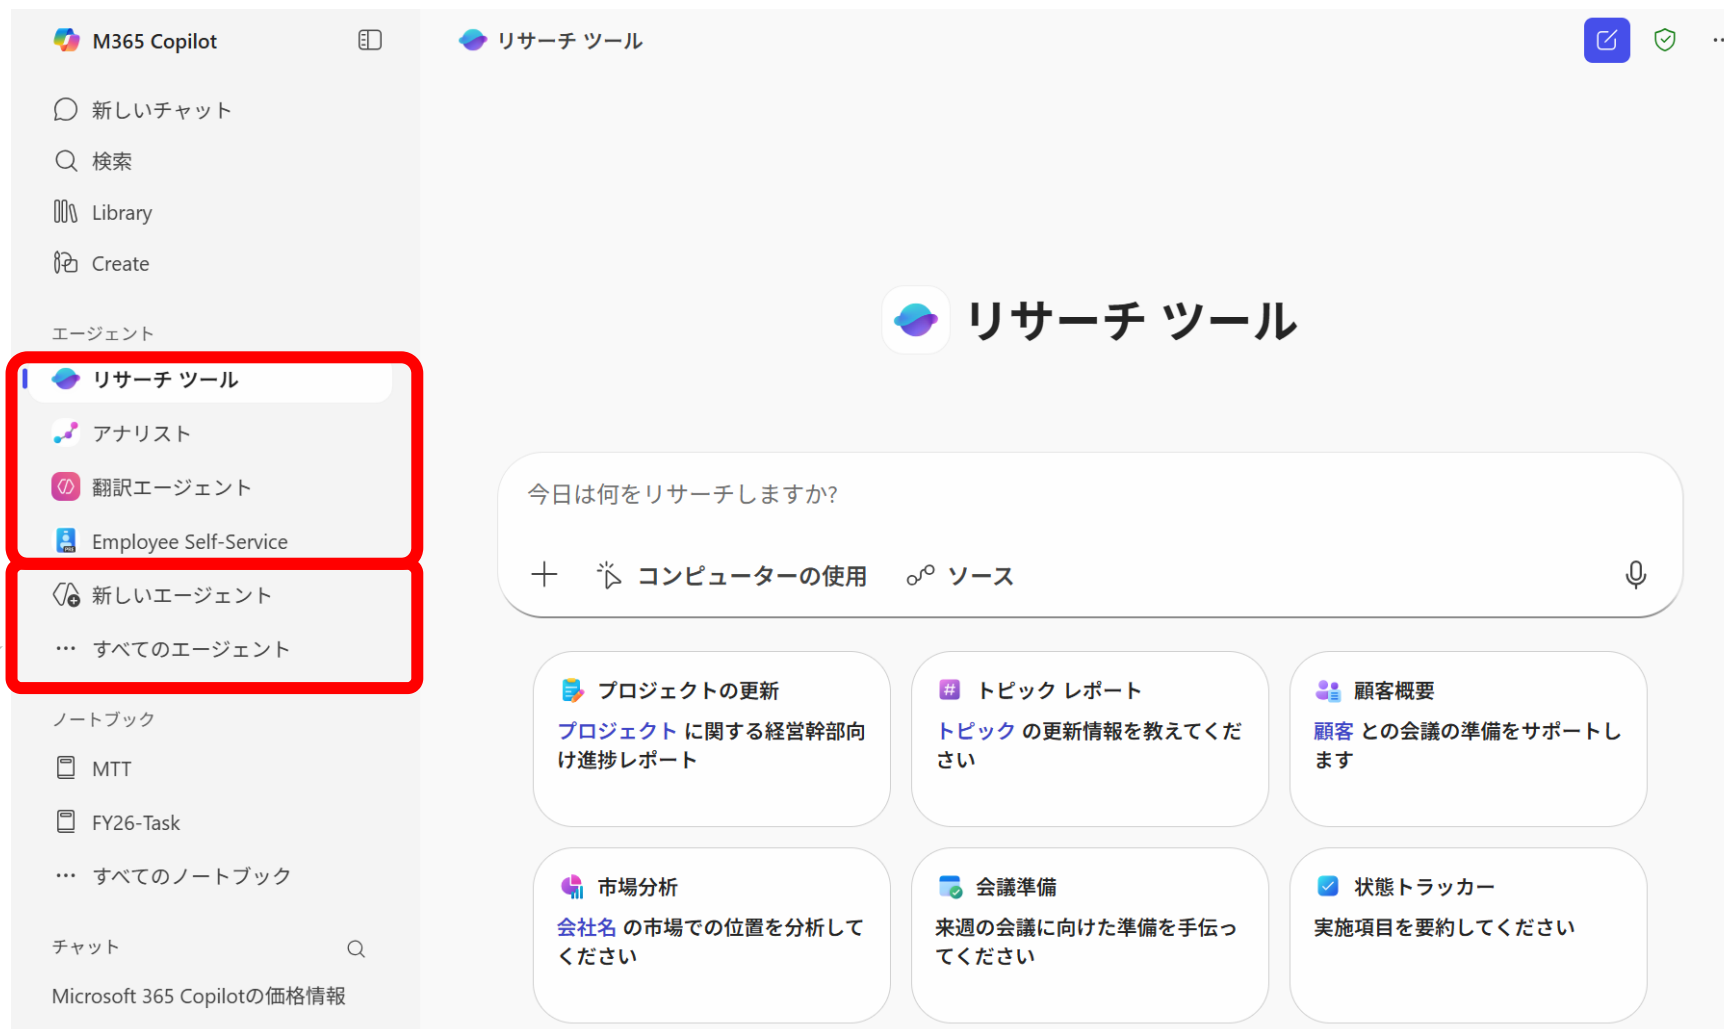 M365 Copilot
新しいチャット
検索
Library
Create
エージェント
リサーチ ツール
アナリスト
翻訳エージェント
Employee Self-Service
新しいエージェント
すべてのエージェント
ノートブック
MTT
FY26-Task
すべてのノートブック
チャット
Microsoft 365 Copilotの価格情報
リサーチ ツール
リサーチ ツール
今日は何をリサーチしますか?
コンピューターの使用
ソース
プロジェクトの更新
プロジェクト に関する経営幹部向
け進捗レポート
トピック レポート
トピック の更新情報を教えてくだ
さい
顧客概要
顧客 との会議の準備をサポートし
ます
市場分析
会社名 の市場での位置を分析して
ください
会議準備
来週の会議に向けた準備を手伝っ
てください
状態トラッカー
実施項目を要約してください